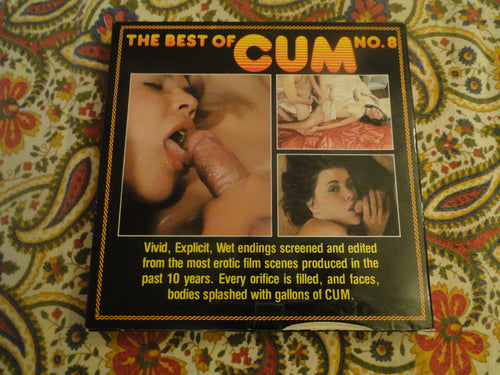 THE BEST OF CUM NO. 8
Vivid, Explicit, Wet endings screened and edited
from the most erotic film scenes produced in the
past 10 years. Every orifice is filled, and faces,
bodies splashed with gallons of CUM.